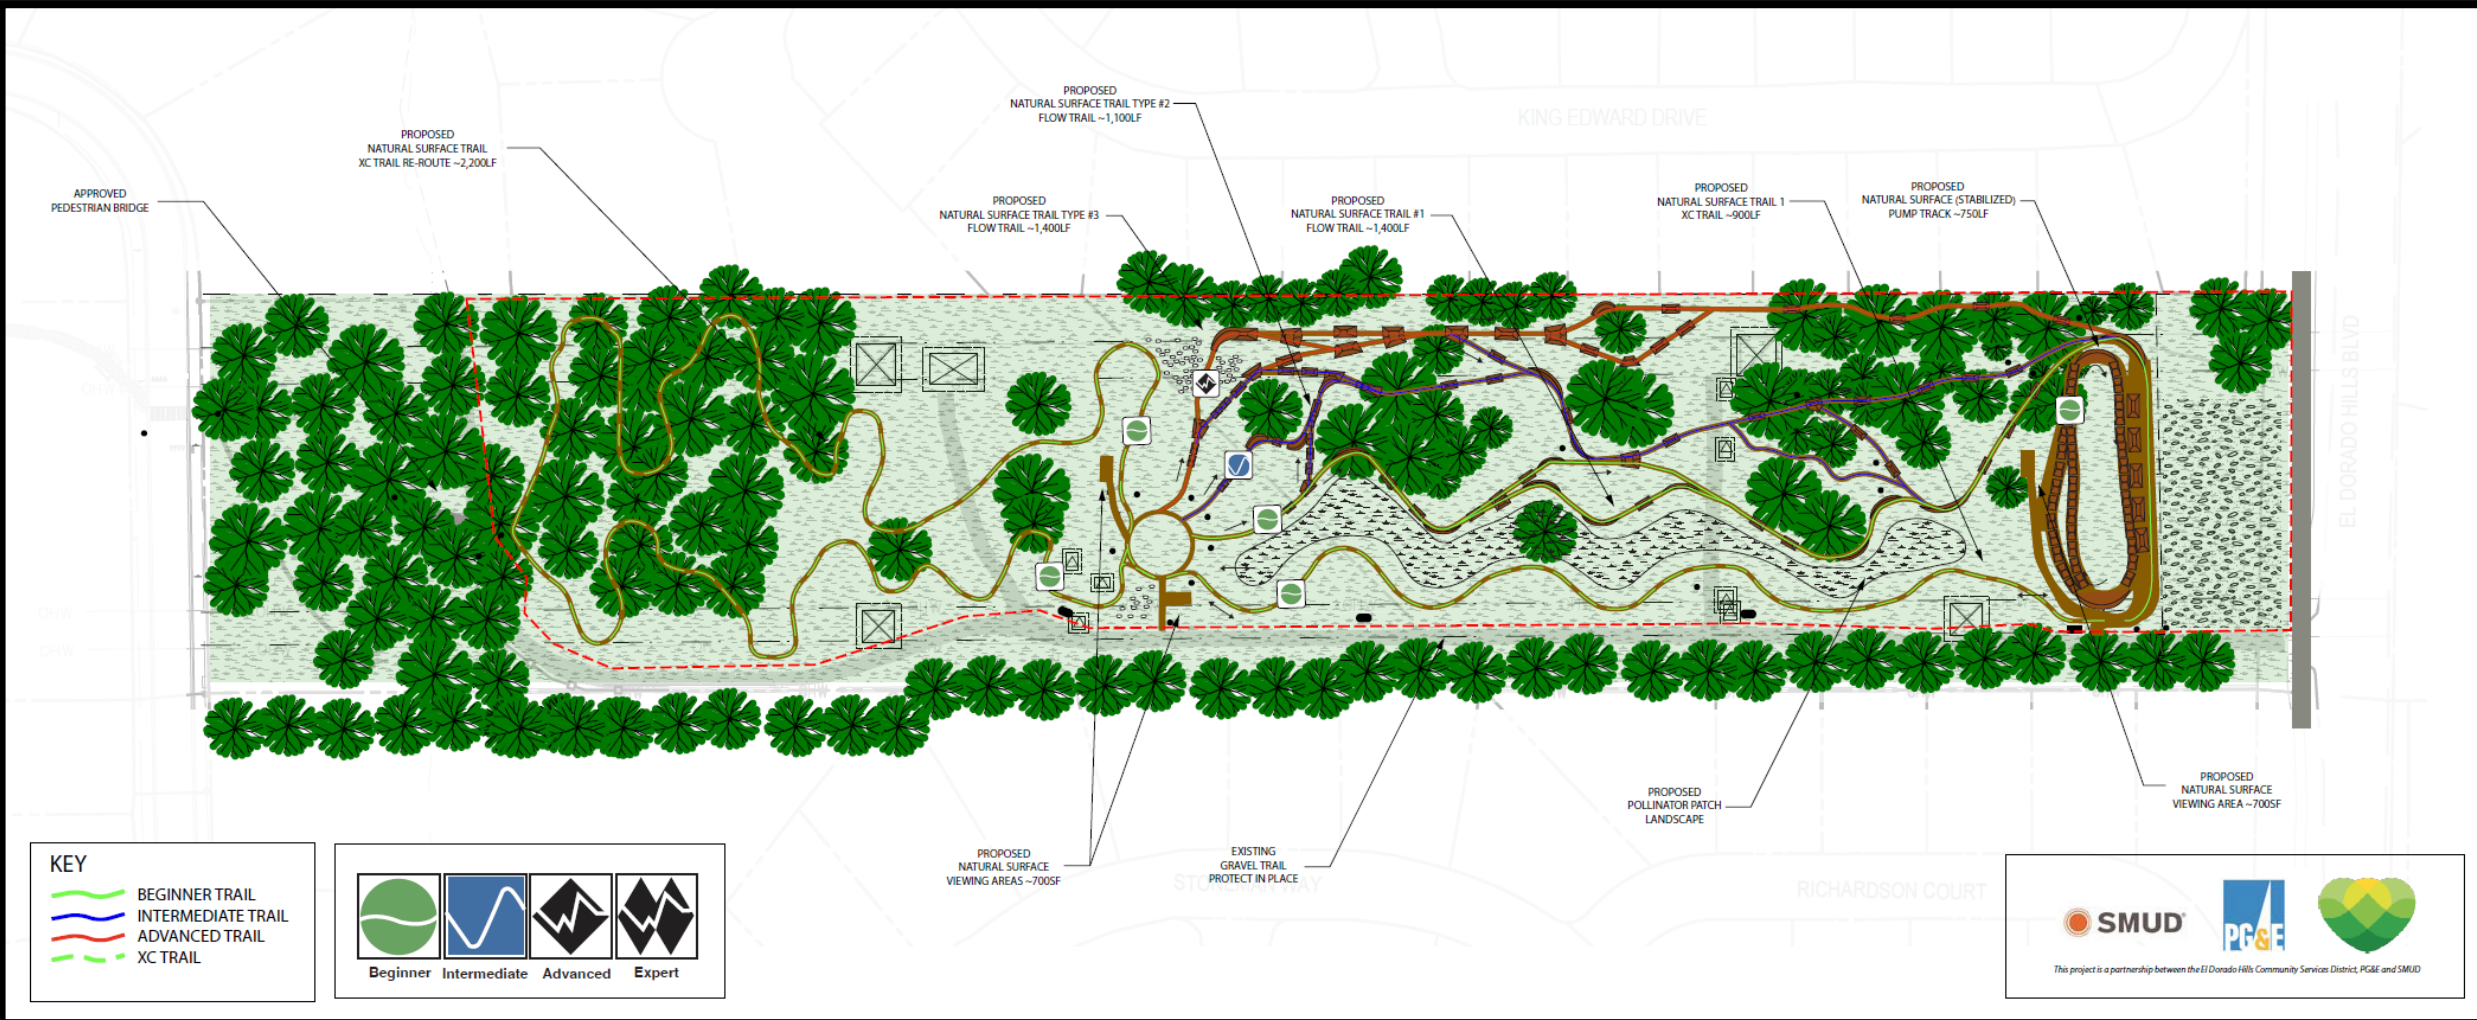 PROPOSED
NATURAL SURFACE TRAIL TYPE #2
FLOW TRAIL ~1,100LF
KING EDWARD DRIVE
PROPOSED
NATURAL SURFACE TRAIL
XC TRAIL RE-ROUTE ~2,200LF
APPROVED
PEDESTRIAN BRIDGE
PROPOSED
NATURAL SURFACE TRAIL TYPE #3
FLOW TRAIL ~1,400LF
PROPOSED
NATURAL SURFACE TRAIL #1
FLOW TRAIL ~1,400LF
PROPOSED
NATURAL SURFACE TRAIL 1
XC TRAIL ~900LF
PROPOSED
NATURAL SURFACE (STABILIZED)
PUMP TRACK ~750LF
EL DORADO HILLS BLVD
OHW
OHW
OHW
PROPOSED
NATURAL SURFACE
VIEWING AREAS ~700SF
EXISTING
GRAVEL TRAIL
PROTECT IN PLACE
PROPOSED
POLLINATOR PATCH
LANDSCAPE
PROPOSED
NATURAL SURFACE
VIEWING AREA ~700SF
STONEMAN WAY
RICHARDSON COURT
KEY
BEGINNER TRAIL
INTERMEDIATE TRAIL
ADVANCED TRAIL
XC TRAIL
Beginner
Intermediate
Advanced
Expert
SMUD
PG&E
This project is a partnership between the El Dorado Hills Community Services District, PG&E and SMUD